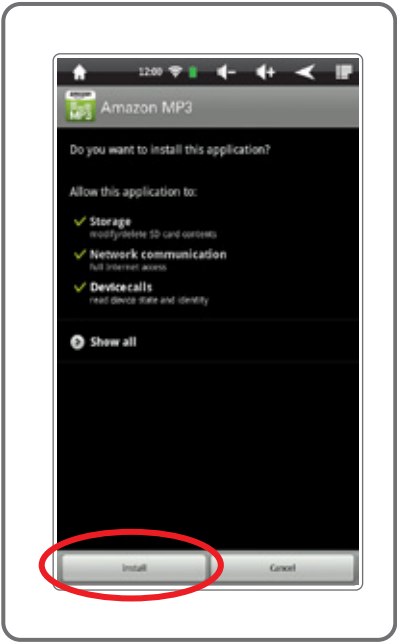 12:00
amazon
MP3
Amazon MP3
Do you want to install this application?
Allow this application to:
Storage
modify/delete SD card contents
Network communication
full Internet access
Devicecalls
read device state and identity
Show all
Install
Cancel